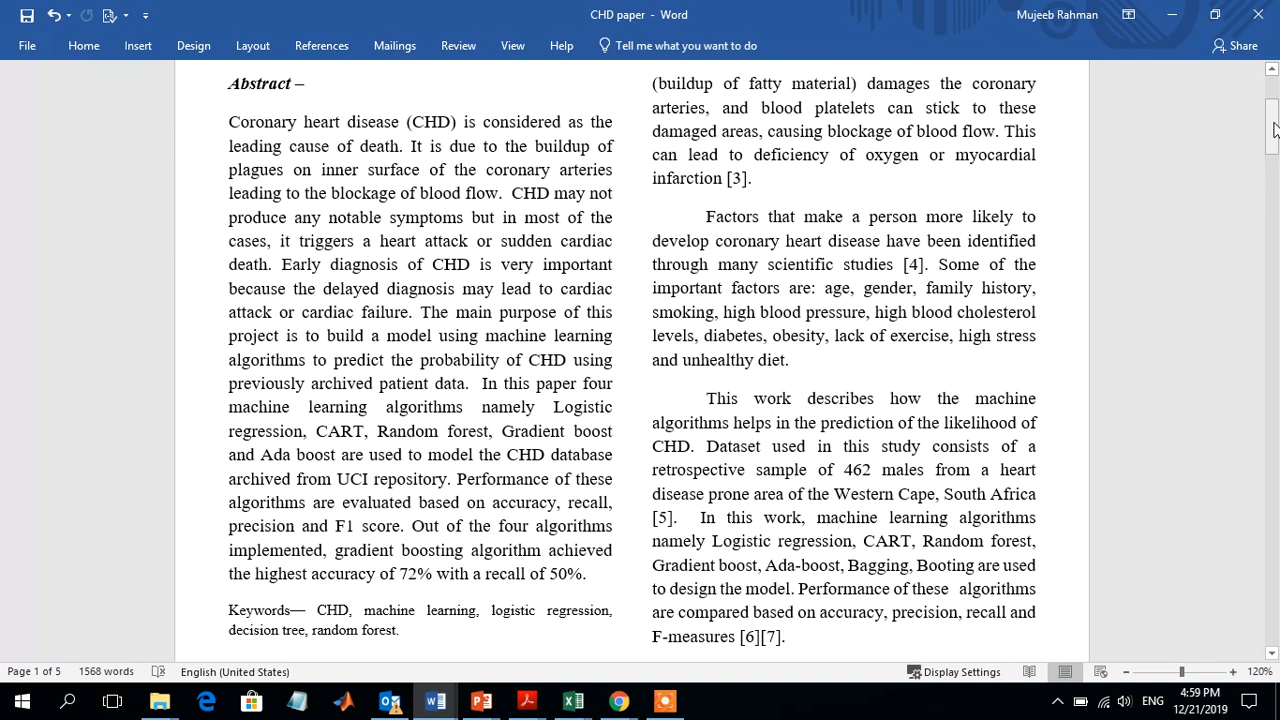 CHD paper - Word
Mujeeb Rahman
File Home Insert Design Layout References Mailings Review View Help Tell me what you want to do Share
Abstract –
Coronary heart disease (CHD) is considered as the
leading cause of death. It is due to the buildup of
plagues on inner surface of the coronary arteries
leading to the blockage of blood flow. CHD may not
produce any notable symptoms but in most of the
cases, it triggers a heart attack or sudden cardiac
death. Early diagnosis of CHD is very important
because the delayed diagnosis may lead to cardiac
attack or cardiac failure. The main purpose of this
project is to build a model using machine learning
algorithms to predict the probability of CHD using
previously archived patient data. In this paper four
machine learning algorithms namely Logistic
regression, CART, Random forest, Gradient boost
and Ada boost are used to model the CHD database
archived from UCI repository. Performance of these
algorithms are evaluated based on accuracy, recall,
precision and F1 score. Out of the four algorithms
implemented, gradient boosting algorithm achieved
the highest accuracy of 72% with a recall of 50%.
Keywords— CHD, machine learning, logistic regression,
decision tree, random forest.
(buildup of fatty material) damages the coronary
arteries, and blood platelets can stick to these
damaged areas, causing blockage of blood flow. This
can lead to deficiency of oxygen or myocardial
infarction [3].
Factors that make a person more likely to
develop coronary heart disease have been identified
through many scientific studies [4]. Some of the
important factors are: age, gender, family history,
smoking, high blood pressure, high blood cholesterol
levels, diabetes, obesity, lack of exercise, high stress
and unhealthy diet.
This work describes how the machine
algorithms helps in the prediction of the likelihood of
CHD. Dataset used in this study consists of a
retrospective sample of 462 males from a heart
disease prone area of the Western Cape, South Africa
[5]. In this work, machine learning algorithms
namely Logistic regression, CART, Random forest,
Gradient boost, Ada-boost, Bagging, Booting are used
to design the model. Performance of these algorithms
are compared based on accuracy, precision, recall and
F-measures [6][7].
Page 1 of 5 1568 words English (United States) Display Settings 120%
ENG
4:59 PM
12/21/2019